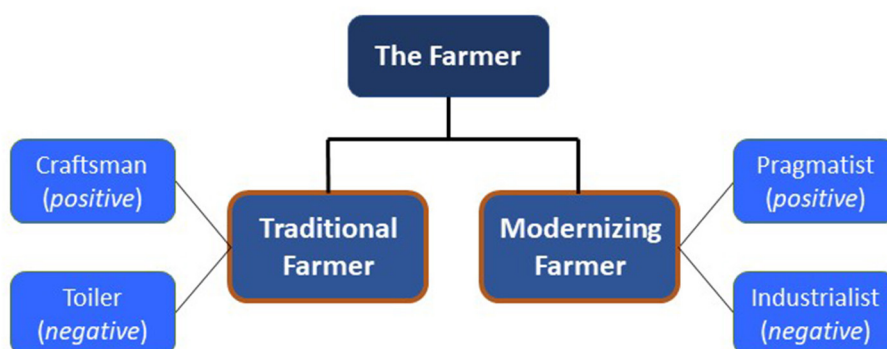 The Farmer
Craftsman
(positive)
Toiler
(negative)
Traditional
Farmer
Modernizing
Farmer
Pragmatist
(positive)
Industrialist
(negative)